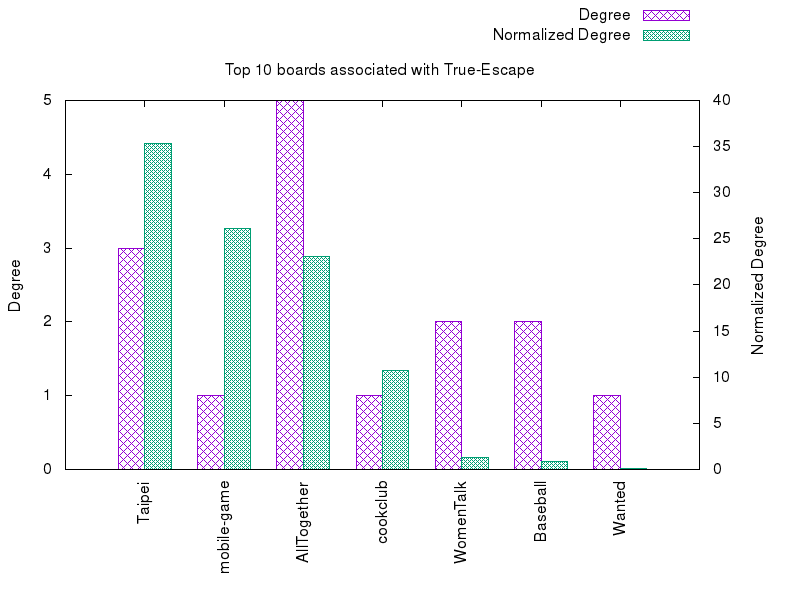 Degree
Normalized Degree
Top 10 boards associated with True-Escape
5
4
3
2
1
0
Degree
40
35
30
25
20
15
10
5
0
Normalized Degree
Taipei
mobile-game
AllTogether
cookclub
WomenTalk
Baseball
Wanted